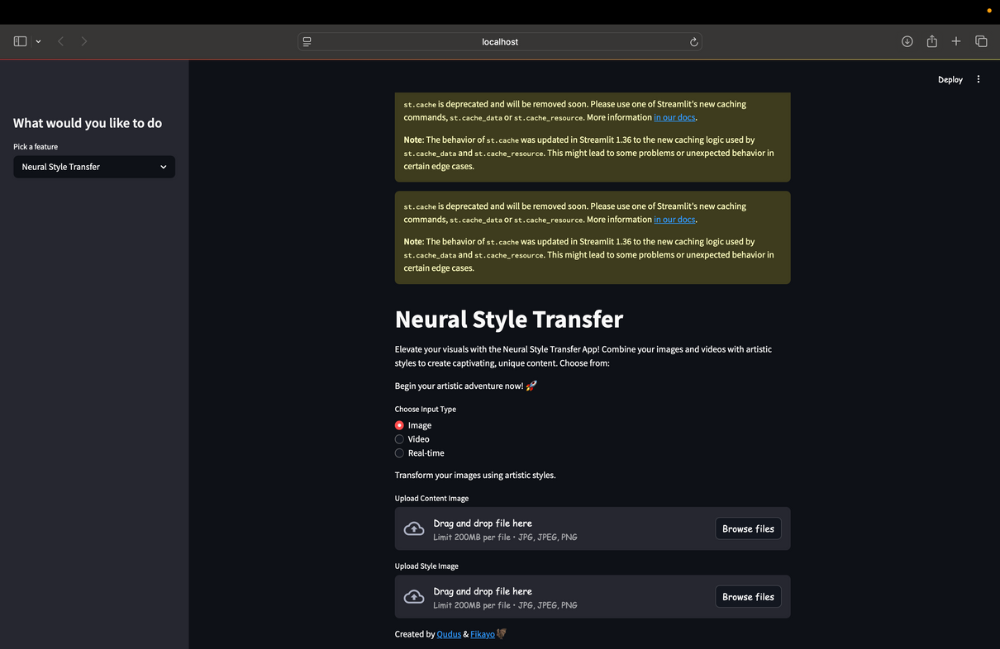 localhost
Deploy
What would you like to do
Pick a feature
Neural Style Transfer
st.cache is deprecated and will be removed soon. Please use one of Streamlit's new caching
commands, st.cache_data or st.cache_resource. More information in our docs.
Note: The behavior of st.cache was updated in Streamlit 1.36 to the new caching logic used by
st.cache_data and st.cache_resource. This might lead to some problems or unexpected behavior in
certain edge cases.
st.cache is deprecated and will be removed soon. Please use one of Streamlit's new caching
commands, st.cache_data or st.cache_resource. More information in our docs.
Note: The behavior of st.cache was updated in Streamlit 1.36 to the new caching logic used by
st.cache_data and st.cache_resource. This might lead to some problems or unexpected behavior in
certain edge cases.
Neural Style Transfer
Elevate your visuals with the Neural Style Transfer App! Combine your images and videos with artistic
styles to create captivating, unique content. Choose from:
Begin your artistic adventure now! 🚀
Choose Input Type
Image
Video
Real-time
Transform your images using artistic styles.
Upload Content Image
Drag and drop file here
Limit 200MB per file • JPG, JPEG, PNG
Browse files
Upload Style Image
Drag and drop file here
Limit 200MB per file • JPG, JPEG, PNG
Browse files
Created by Qudus & Fikayo